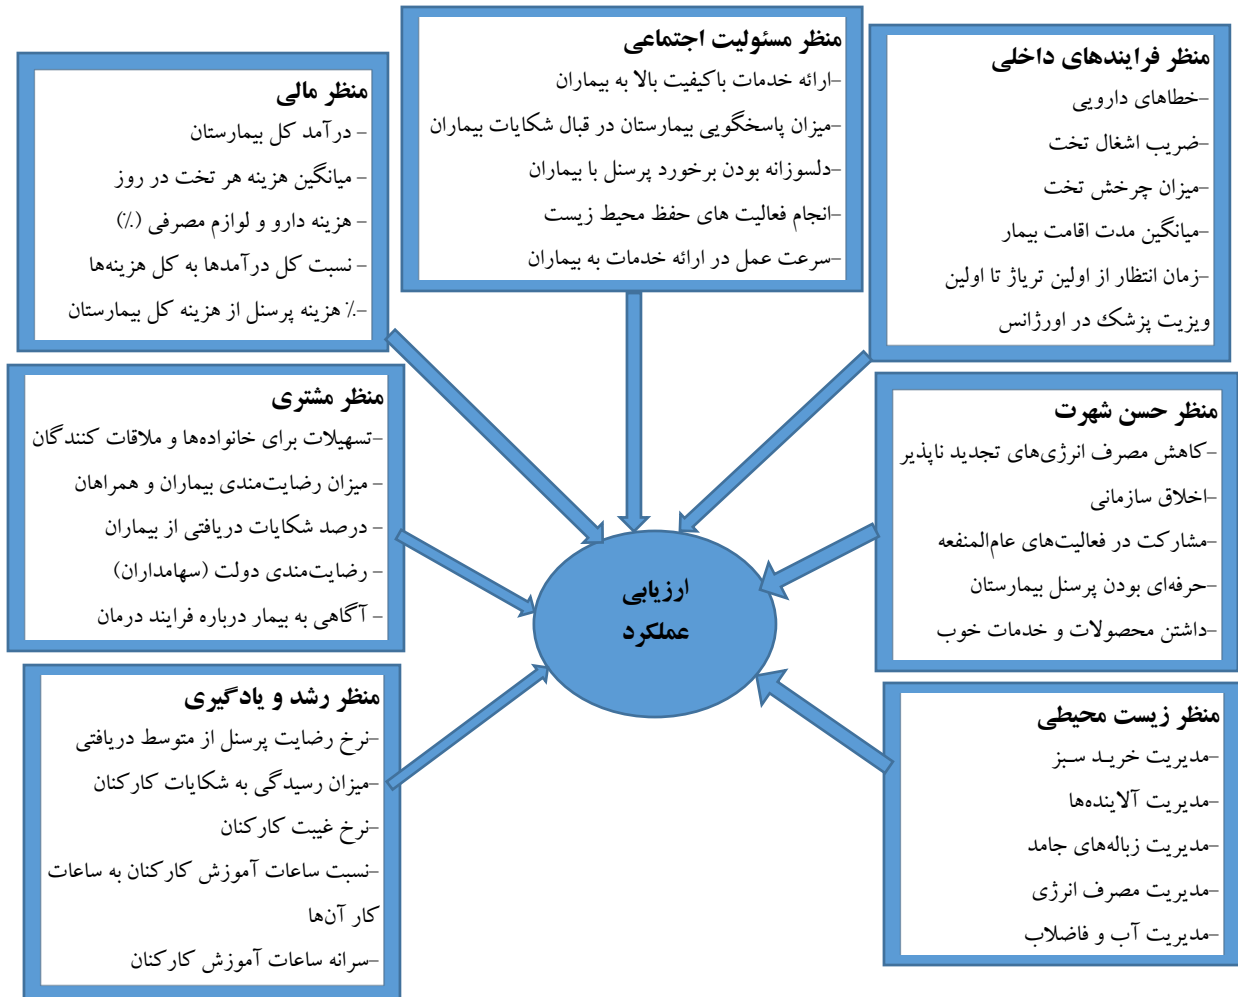 منظر فرایندهای داخلی
-خطاهای دارویی
-ضریب اشغال تخت
-میزان چرخش تخت
-میانگین مدت اقامت بیمار
-زمان انتظار از اولین تریاژ تا اولین
ویزیت پزشک در اورژانس
منظر مسئولیت اجتماعی
-ارائه خدمات باکیفیت بالا به بیماران
-میزان پاسخگویی بیمارستان در قبال شکایات بیماران
-دلسوزانه بودن برخورد پرسنل با بیماران
-انجام فعالیت های حفظ محیط زیست
-سرعت عمل در ارائه خدمات به بیماران
منظر مالی
- درآمد کل بیمارستان
- میانگین هزینه هر تخت در روز
- هزینه دارو و لوازم مصرفی (٪)
- نسبت کل درآمدها به کل هزینه‌ها
-٪ هزینه پرسنل از هزینه کل بیمارستان
منظر حسن شهرت
-کاهش مصرف انرژی‌های تجدید ناپذیر
-اخلاق سازمانی
-مشارکت در فعالیت‌های عام‌المنفعه
-حرفه‌ای بودن پرسنل بیمارستان
-داشتن محصولات و خدمات خوب
منظر مشتری
-تسهیلات برای خانواده‌ها و ملاقات کنندگان
- میزان رضایت‌مندی بیماران و همراهان
- درصد شکایات دریافتی از بیماران
- رضایت‌مندی دولت (سهامداران)
- آگاهی به بیمار درباره فرایند درمان
ارزیابی
عملکرد
منظر زیست محیطی
-مدیریت خریـد سـبز
-مدیریت آلاینده‌ها
-مدیریت زباله‌های جامد
-مدیریت مصرف انرژی
-مدیریت آب و فاضلاب
منظر رشد و یادگیری
-نرخ رضایت پرسنل از متوسط دریافتی
-میزان رسیدگی به شکایات کارکنان
-نرخ غیبت کارکنان
-نسبت ساعات آموزش کارکنان به ساعات
کار آن‌ها
-سرانه ساعات آموزش کارکنان